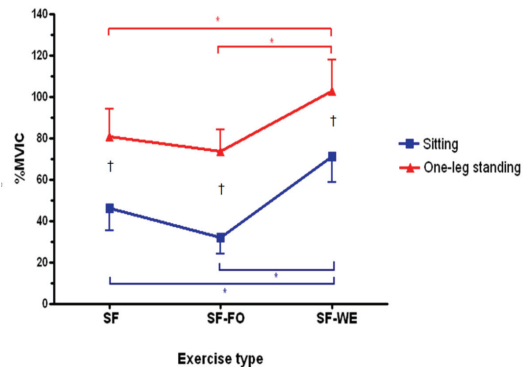 140
120
100
80
60
40
20
0
%MVIC
*
*
†
†
†
*
*
SF
SF-FO
SF-WE
Exercise type
Sitting
One-leg standing